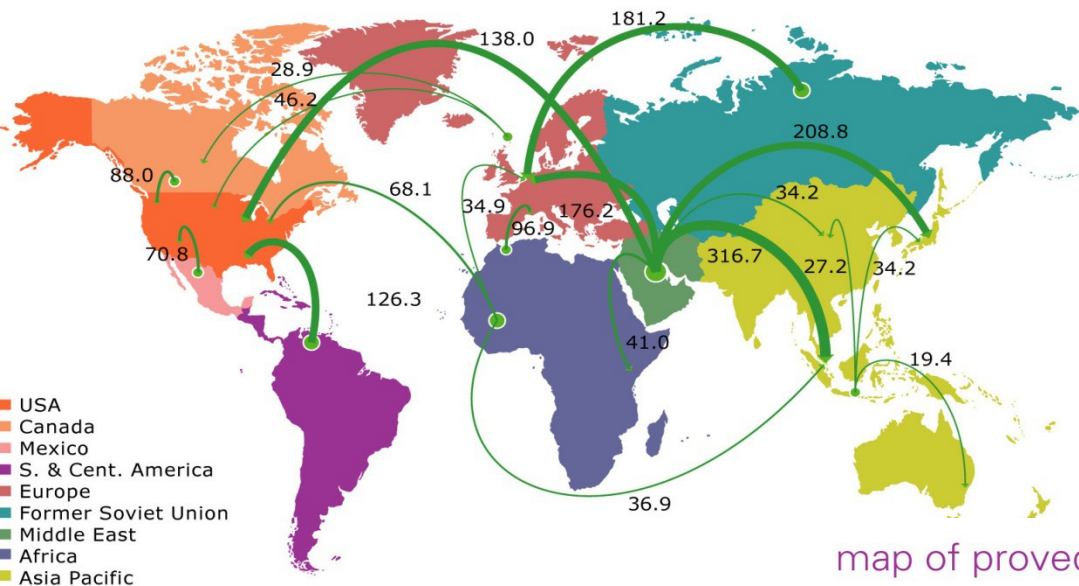 181.2
138.0
28.9
46.2
208.8
88.0
68.1
34.9
34.2
96.9
176.2
70.8
316.7
27.2
34.2
126.3
41.0
19.4
USA
Canada
Mexico
S. & Cent. America
Europe
Former Soviet Union
Middle East
Africa
Asia Pacific
36.9
map of proved